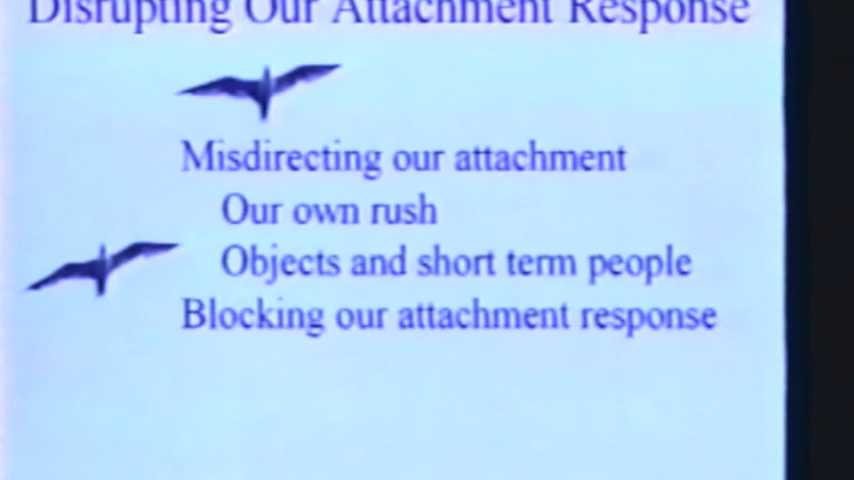 Disrupting Our Attachment Response
Misdirecting our attachment
Our own rush
Objects and short term people
Blocking our attachment response